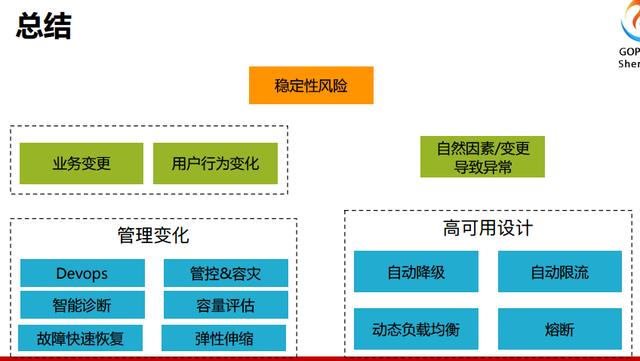 总结
GOP
Shen
稳定性风险
业务变更
用户行为变化
自然因素/变更
导致异常
管理变化
高可用设计
Devops
管控&容灾
自动降级
自动限流
智能诊断
容量评估
故障快速恢复
弹性伸缩
动态负载均衡
熔断